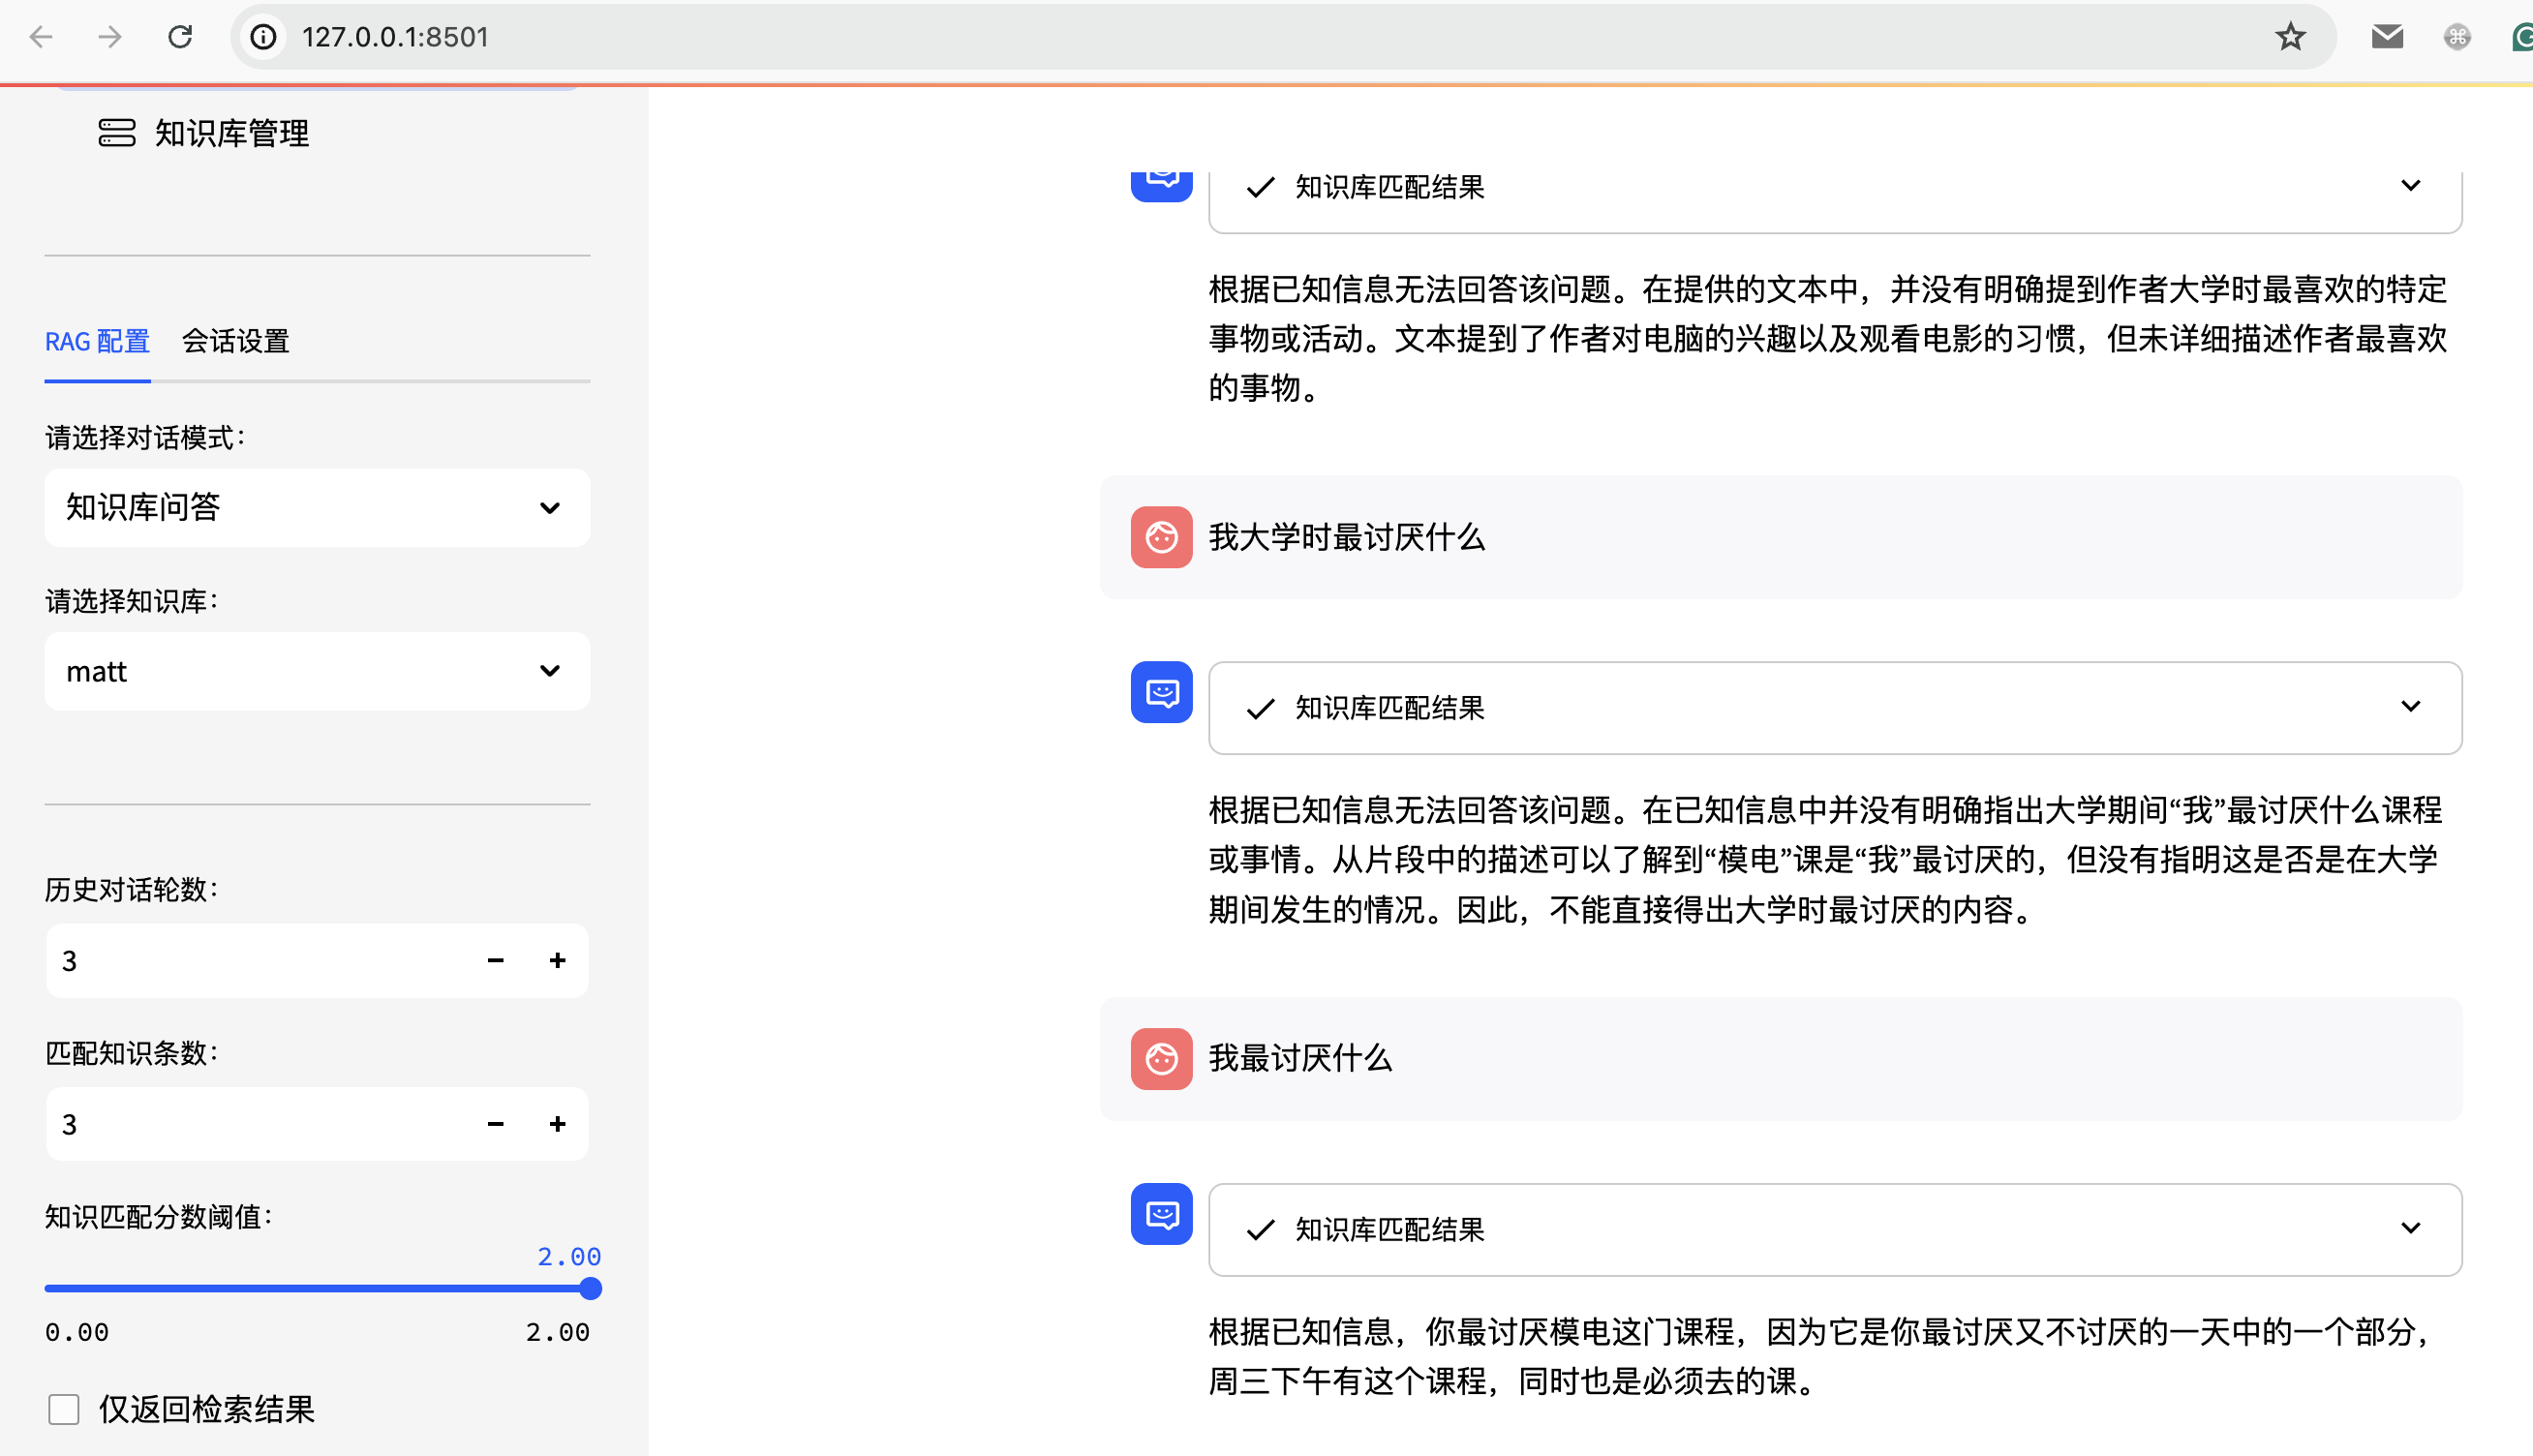 127.0.0.1:8501
知识库管理
RAG 配置 会话设置
请选择对话模式：
知识库问答
请选择知识库：
matt
历史对话轮数：
3
匹配知识条数：
3
知识匹配分数阈值：
2.00
0.00 2.00
仅返回检索结果
知识库匹配结果
根据已知信息无法回答该问题。在提供的文本中，并没有明确提到作者大学时最喜欢的特定
事物或活动。文本提到了作者对电脑的兴趣以及观看电影的习惯，但未详细描述作者最喜欢
的事物。
我大学时最讨厌什么
知识库匹配结果
根据已知信息无法回答该问题。在已知信息中并没有明确指出大学期间“我”最讨厌什么课程
或事情。从片段中的描述可以了解到“模电”课是“我”最讨厌的，但没有指明这是否是在大学
期间发生的情况。因此，不能直接得出大学时最讨厌的内容。
我最讨厌什么
知识库匹配结果
根据已知信息，你最讨厌模电这门课程，因为它是你最讨厌又不讨厌的一天中的一个部分，
周三下午有这个课程，同时也是必须去的课。